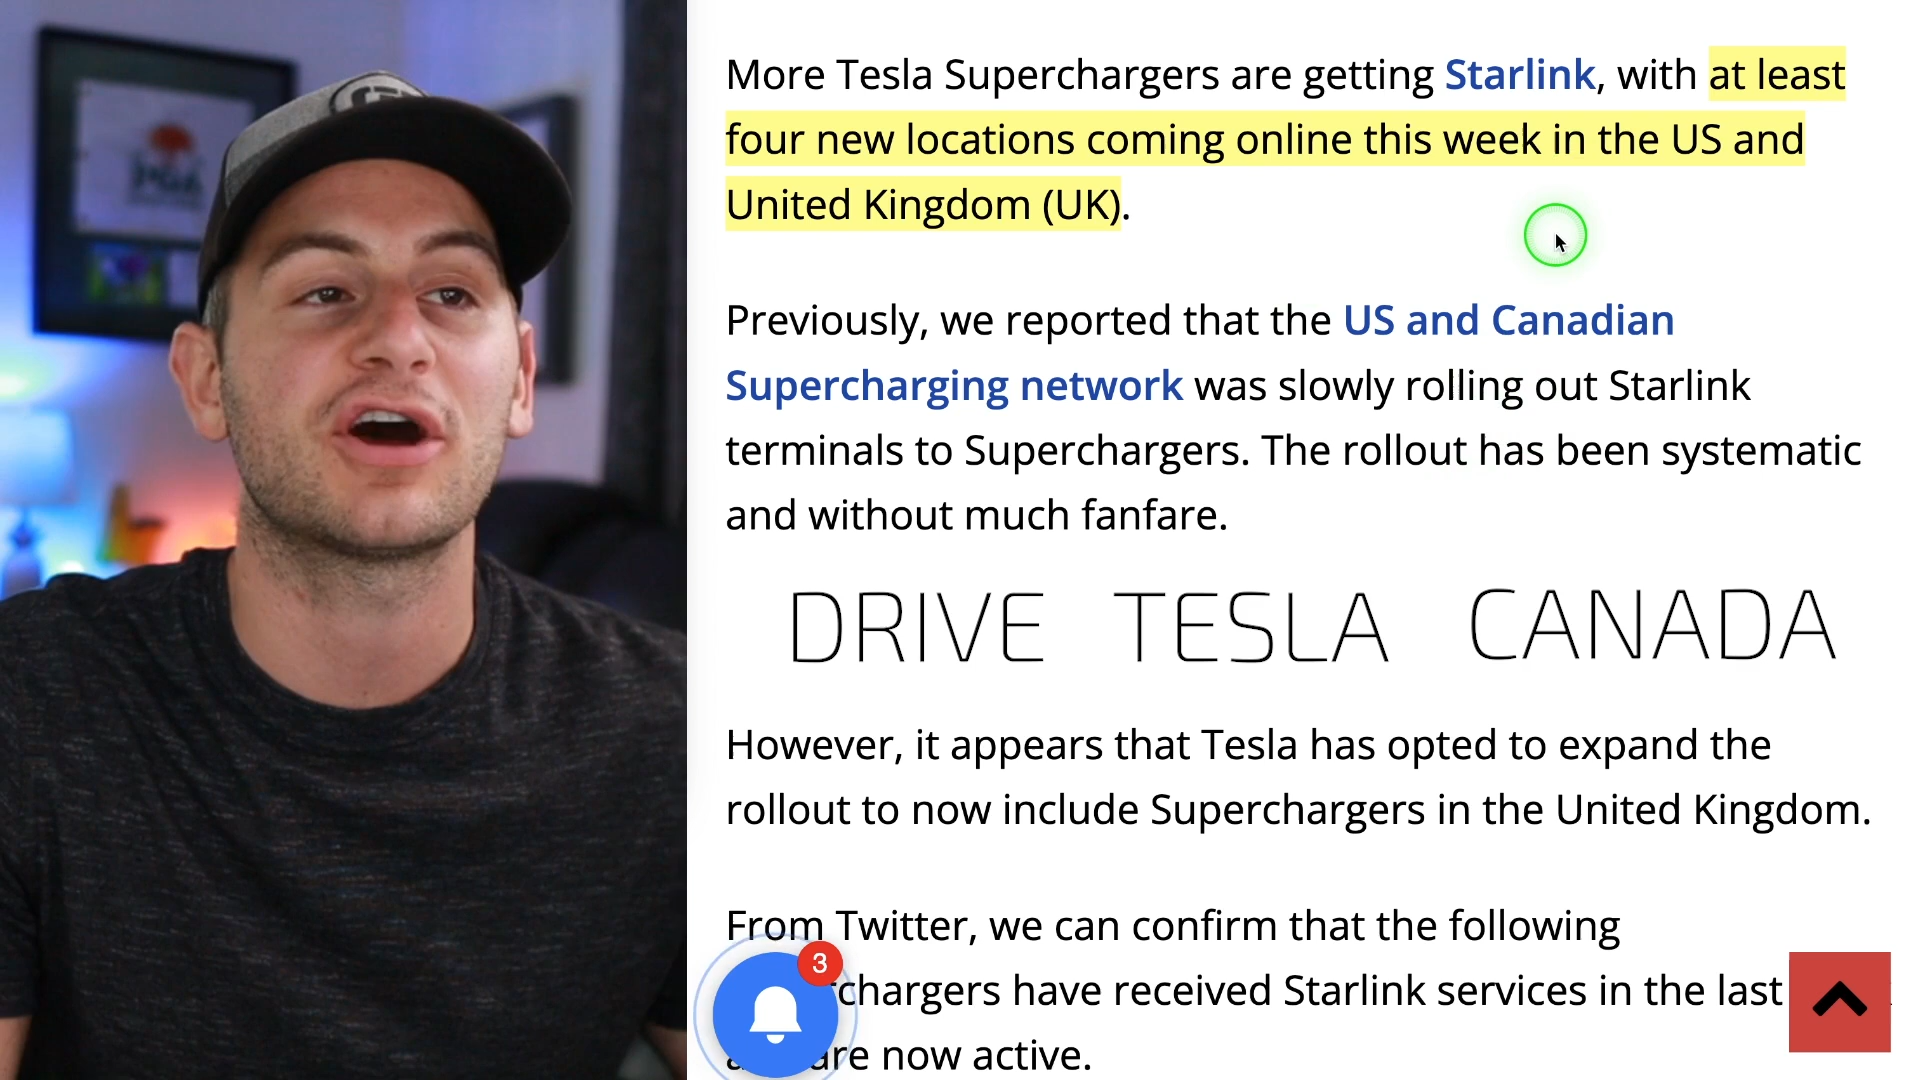 PGA
More Tesla Superchargers are getting Starlink, with at least
four new locations coming online this week in the US and
United Kingdom (UK).
Previously, we reported that the US and Canadian
Supercharging network was slowly rolling out Starlink
terminals to Superchargers. The rollout has been systematic
and without much fanfare.
DRIVE TESLA CANADA
However, it appears that Tesla has opted to expand the
rollout to now include Superchargers in the United Kingdom.
From Twitter, we can confirm that the following
chargers have received Starlink services in the last
are now active.
3